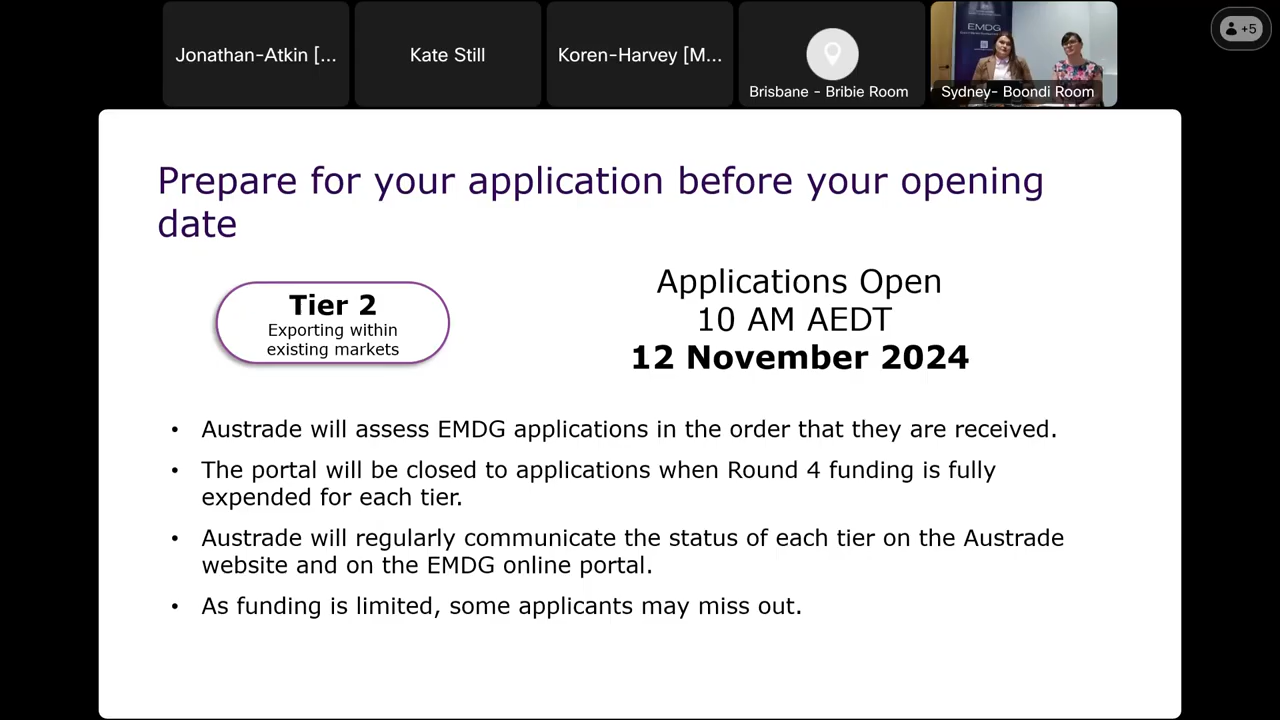 Jonathan-Atkin [...
Kate Still
Koren-Harvey [M...
Brisbane - Bribie Room
EMDG
Sydney- Boondi Room
+5
Prepare for your application before your opening
date
Tier 2
Exporting within
existing markets
Applications Open
10 AM AEDT
12 November 2024
• Austrade will assess EMDG applications in the order that they are received.
• The portal will be closed to applications when Round 4 funding is fully
expended for each tier.
• Austrade will regularly communicate the status of each tier on the Austrade
website and on the EMDG online portal.
• As funding is limited, some applicants may miss out.